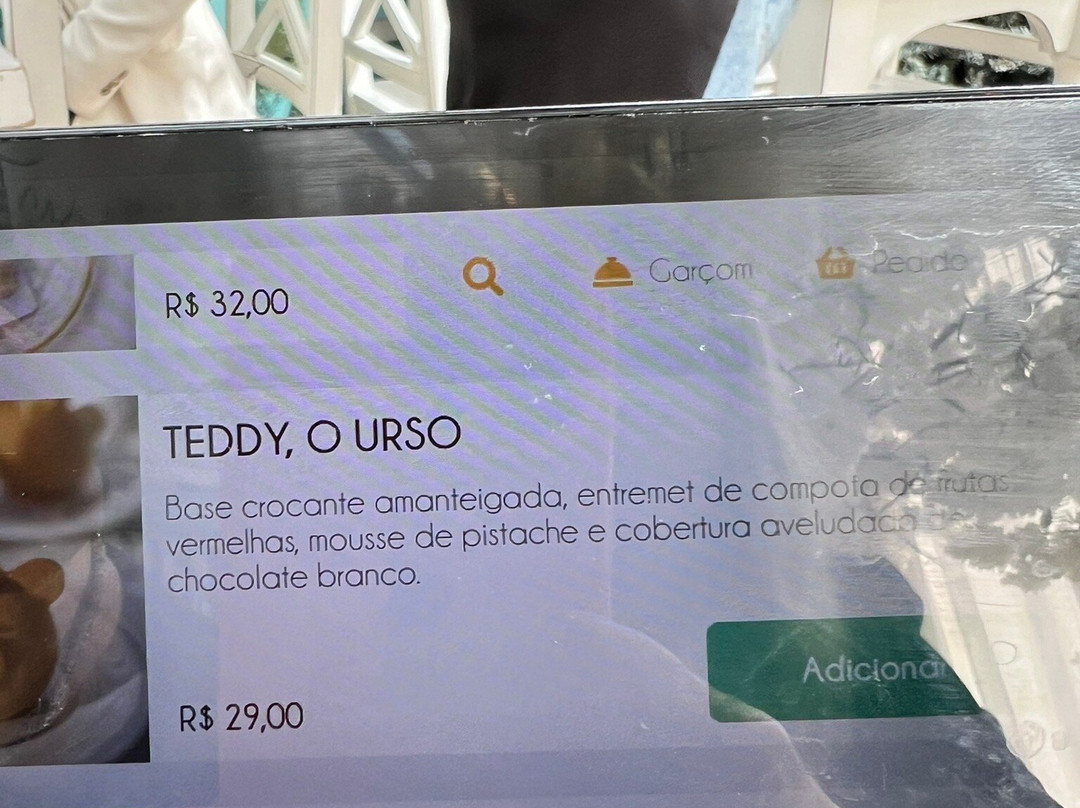 Garçom
Pedido
R$ 32,00
TEDDY, O URSO
Base crocante amanteigada, entremet de compota de frutas
vermelhas, mousse de pistache e cobertura aveludada de
chocolate branco.
Adicionar
R$ 29,00